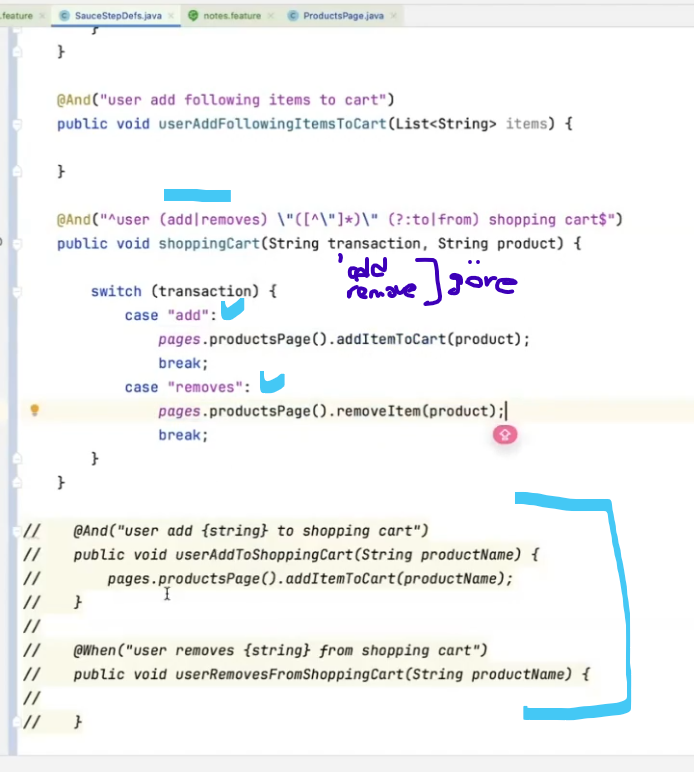 .feature SauceStepDefs.java notes.feature ProductsPage.java
}
}
@And("user add following items to cart")
public void userAddFollowingItemsToCart(List<String> items) {
}
@And("^user (add|removes) \"([^\"]*)\" (?:to|from) shopping cart$")
public void shoppingCart(String transaction, String product) {
add
remove
göre
switch (transaction) {
case "add":
pages.productsPage().addItemToCart(product);
break;
case "removes":
pages.productsPage().removeItem(product);
break;
}
}
// @And("user add {string} to shopping cart")
// public void userAddToShoppingCart(String productName) {
// pages.productsPage().addItemToCart(productName);
// }
//
// @When("user removes {string} from shopping cart")
// public void userRemovesFromShoppingCart(String productName) {
//
// }